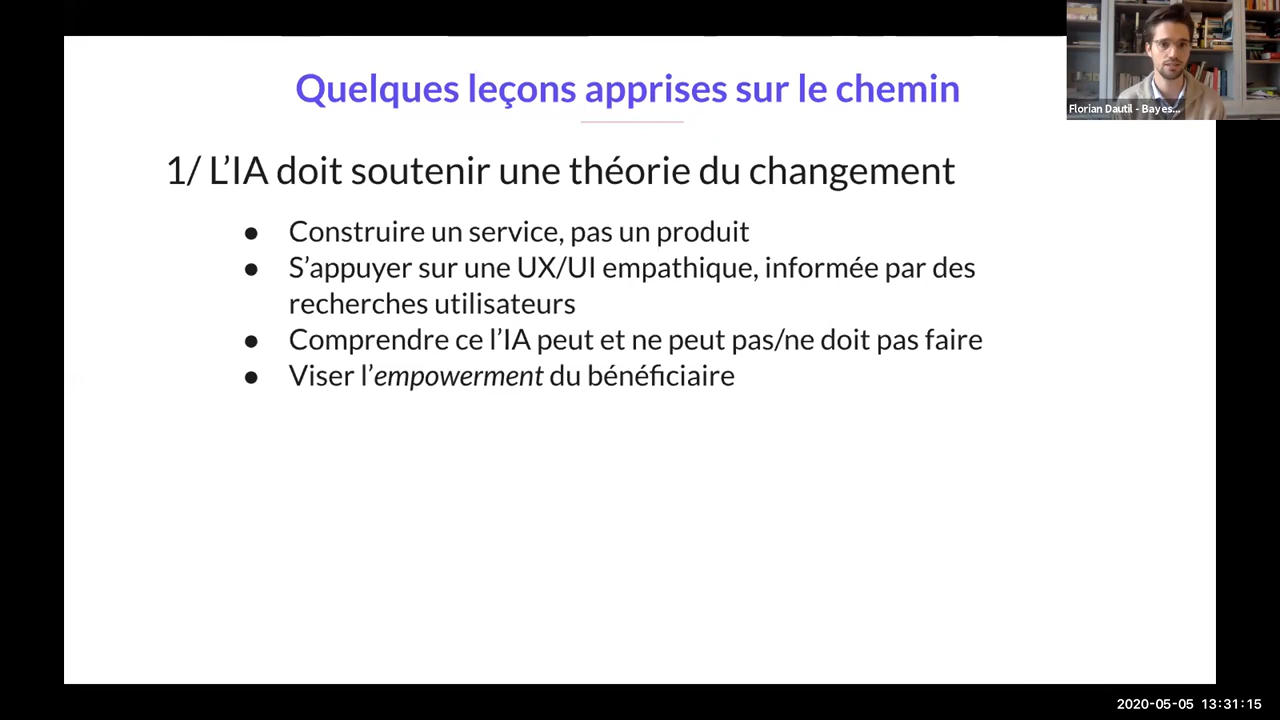 Quelques leçons apprises sur le chemin
Florian Dautil - Bayes...
1/ L’IA doit soutenir une théorie du changement
● Construire un service, pas un produit
● S’appuyer sur une UX/UI empathique, informée par des
recherches utilisateurs
● Comprendre ce l’IA peut et ne peut pas/ne doit pas faire
● Viser l’empowerment du bénéficiaire
2020-05-05 13:31:15